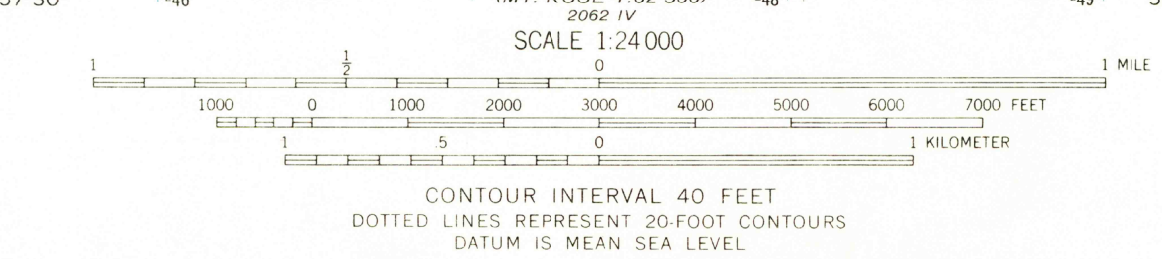 2062 IV
SCALE 1:24 000
1 1/2 0 1 MILE
1000 0 1000 2000 3000 4000 5000 6000 7000 FEET
1 .5 0 1 KILOMETER
CONTOUR INTERVAL 40 FEET
DOTTED LINES REPRESENT 20-FOOT CONTOURS
DATUM IS MEAN SEA LEVEL